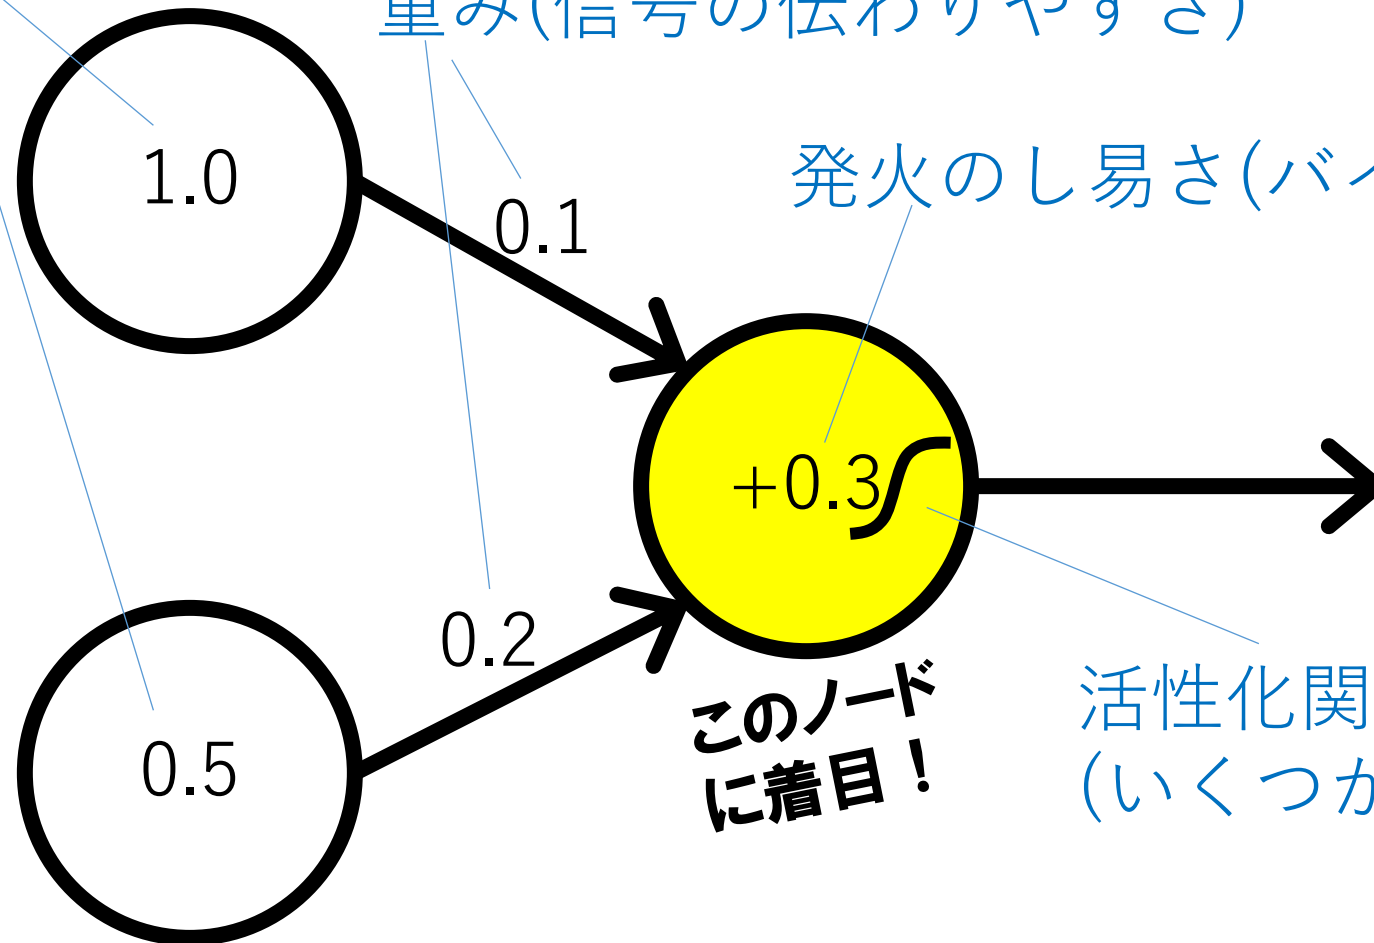 重み(信号の伝わりやすさ)
1.0
発火のし易さ(バイ
0.1
+0.3
0.2
このノード
に着目！
0.5
活性化関
(いくつか